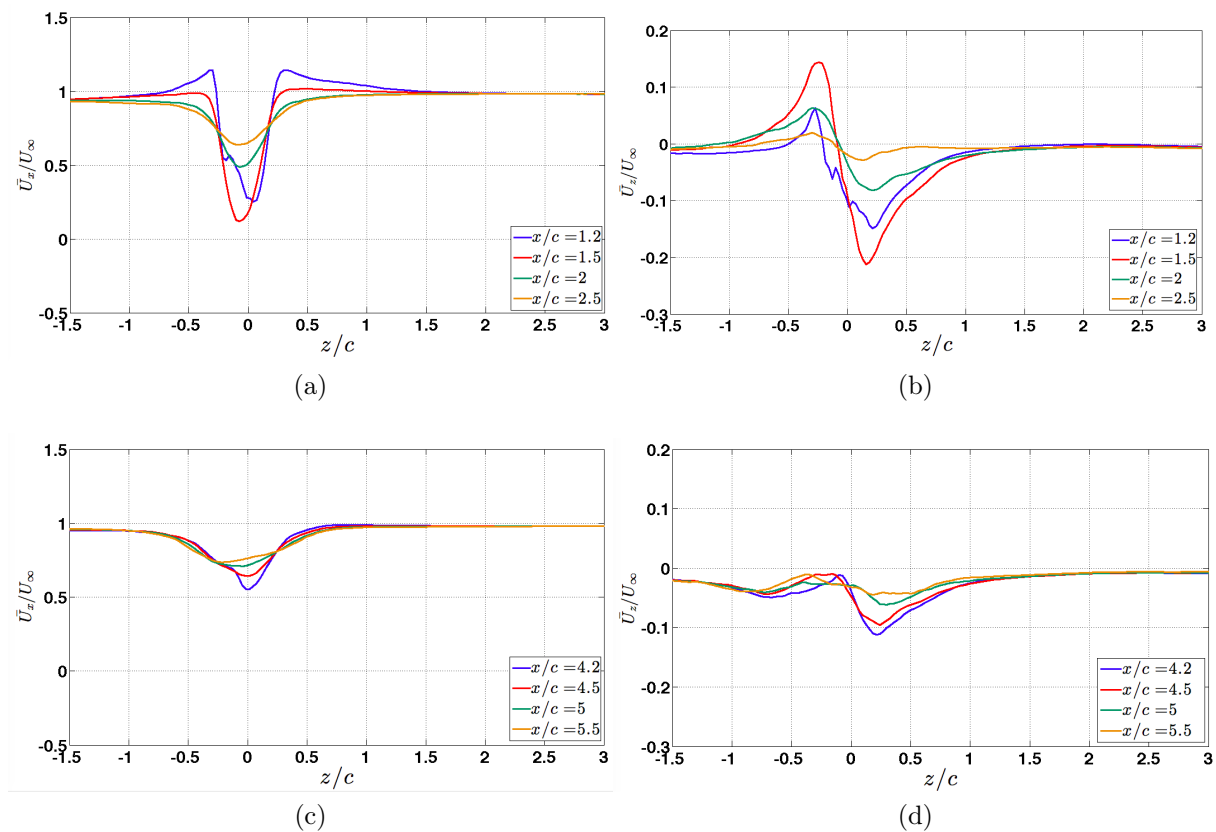 1.5
1
0.5
0
-0.5
-1.5 -1 -0.5 0 0.5 1 1.5 2 2.5 3
Ū_x/U_∞
z/c
x/c =1.2
x/c =1.5
x/c =2
x/c =2.5
(a)
0.2
0.1
0
-0.1
-0.2
-0.3
-1.5 -1 -0.5 0 0.5 1 1.5 2 2.5 3
Ū_z/U_∞
z/c
x/c =1.2
x/c =1.5
x/c =2
x/c =2.5
(b)
1.5
1
0.5
0
-0.5
-1.5 -1 -0.5 0 0.5 1 1.5 2 2.5 3
Ū_x/U_∞
z/c
x/c =4.2
x/c =4.5
x/c =5
x/c =5.5
(c)
0.2
0.1
0
-0.1
-0.2
-0.3
-1.5 -1 -0.5 0 0.5 1 1.5 2 2.5 3
Ū_z/U_∞
z/c
x/c =4.2
x/c =4.5
x/c =5
x/c =5.5
(d)